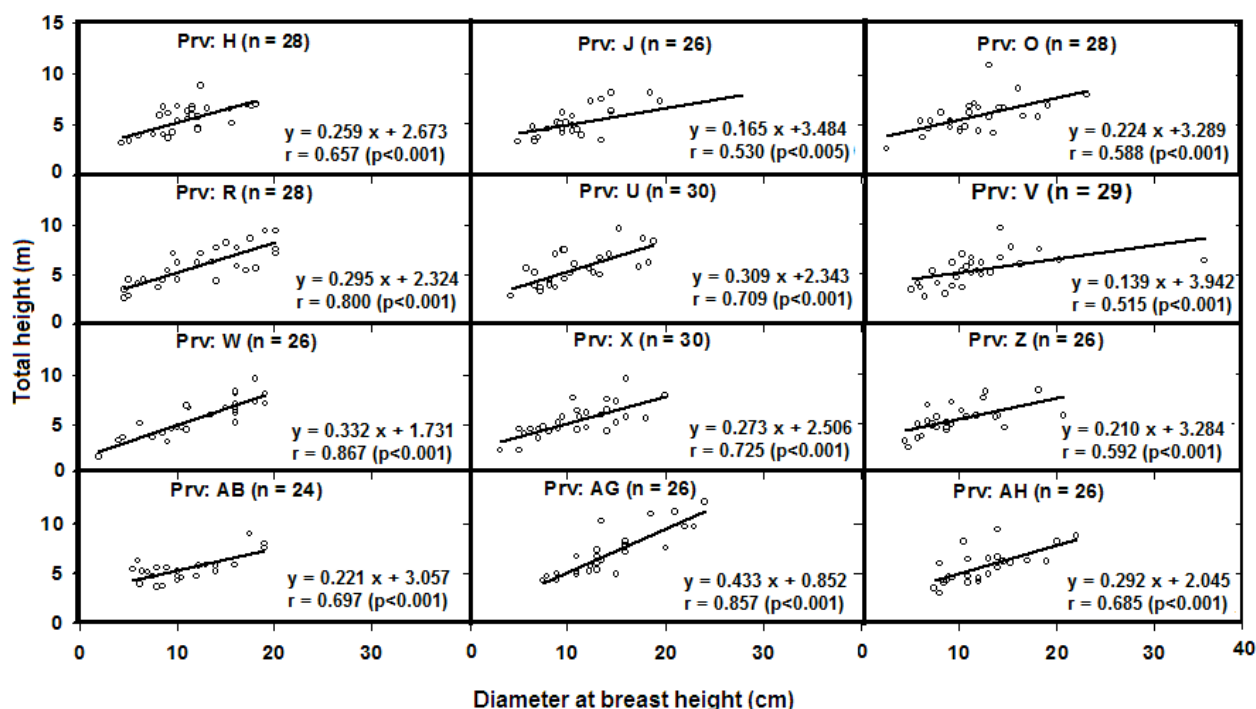 Total height (m)
15
10
5
0
Prv: H (n = 28)
y = 0.259 x + 2.673
r = 0.657 (p<0.001)
Prv: J (n = 26)
y = 0.165 x +3.484
r = 0.530 (p<0.005)
Prv: O (n = 28)
y = 0.224 x +3.289
r = 0.588 (p<0.001)
10
5
0
Prv: R (n = 28)
y = 0.295 x + 2.324
r = 0.800 (p<0.001)
Prv: U (n = 30)
y = 0.309 x +2.343
r = 0.709 (p<0.001)
Prv: V (n = 29)
y = 0.139 x + 3.942
r = 0.515 (p<0.001)
10
5
0
Prv: W (n = 26)
y = 0.332 x + 1.731
r = 0.867 (p<0.001)
Prv: X (n = 30)
y = 0.273 x + 2.506
r = 0.725 (p<0.001)
Prv: Z (n = 26)
y = 0.210 x + 3.284
r = 0.592 (p<0.001)
10
5
0
Prv: AB (n = 24)
y = 0.221 x + 3.057
r = 0.697 (p<0.001)
Prv: AG (n = 26)
y = 0.433 x + 0.852
r = 0.857 (p<0.001)
Prv: AH (n = 26)
y = 0.292 x + 2.045
r = 0.685 (p<0.001)
0 10 20 0 10 20 30 0 10 20 30 40
Diameter at breast height (cm)